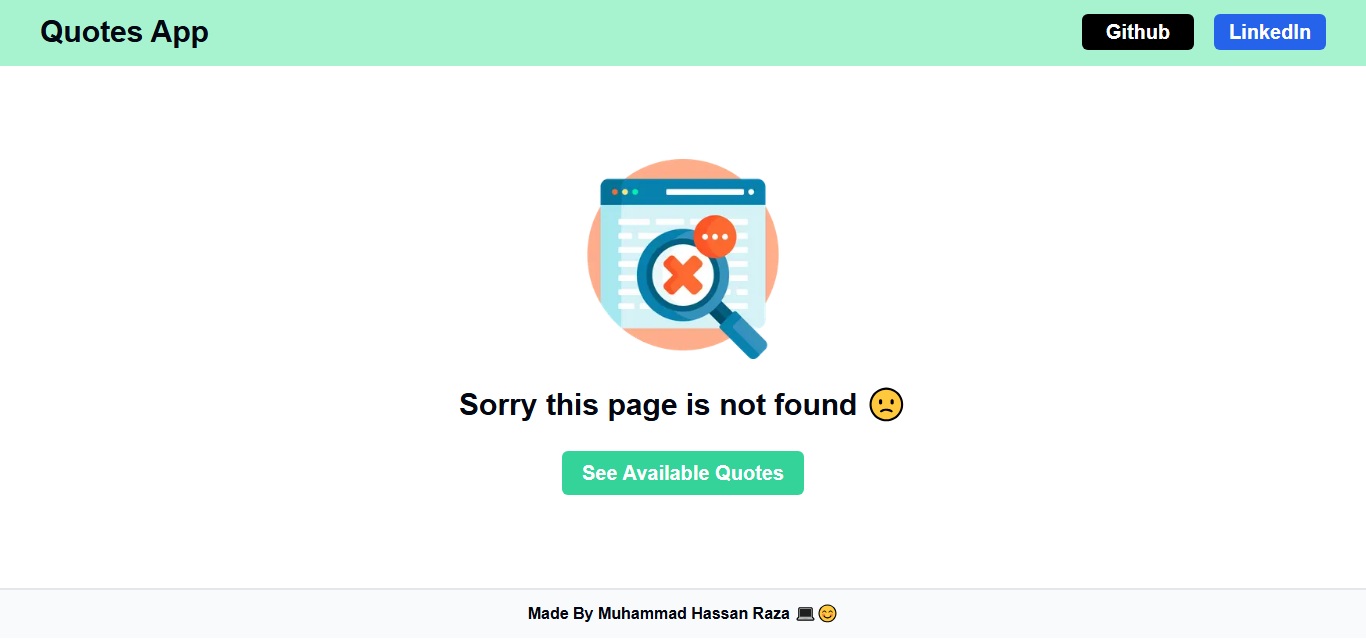 Quotes App
Github
LinkedIn
Sorry this page is not found 🙁
See Available Quotes
Made By Muhammad Hassan Raza 💻😊